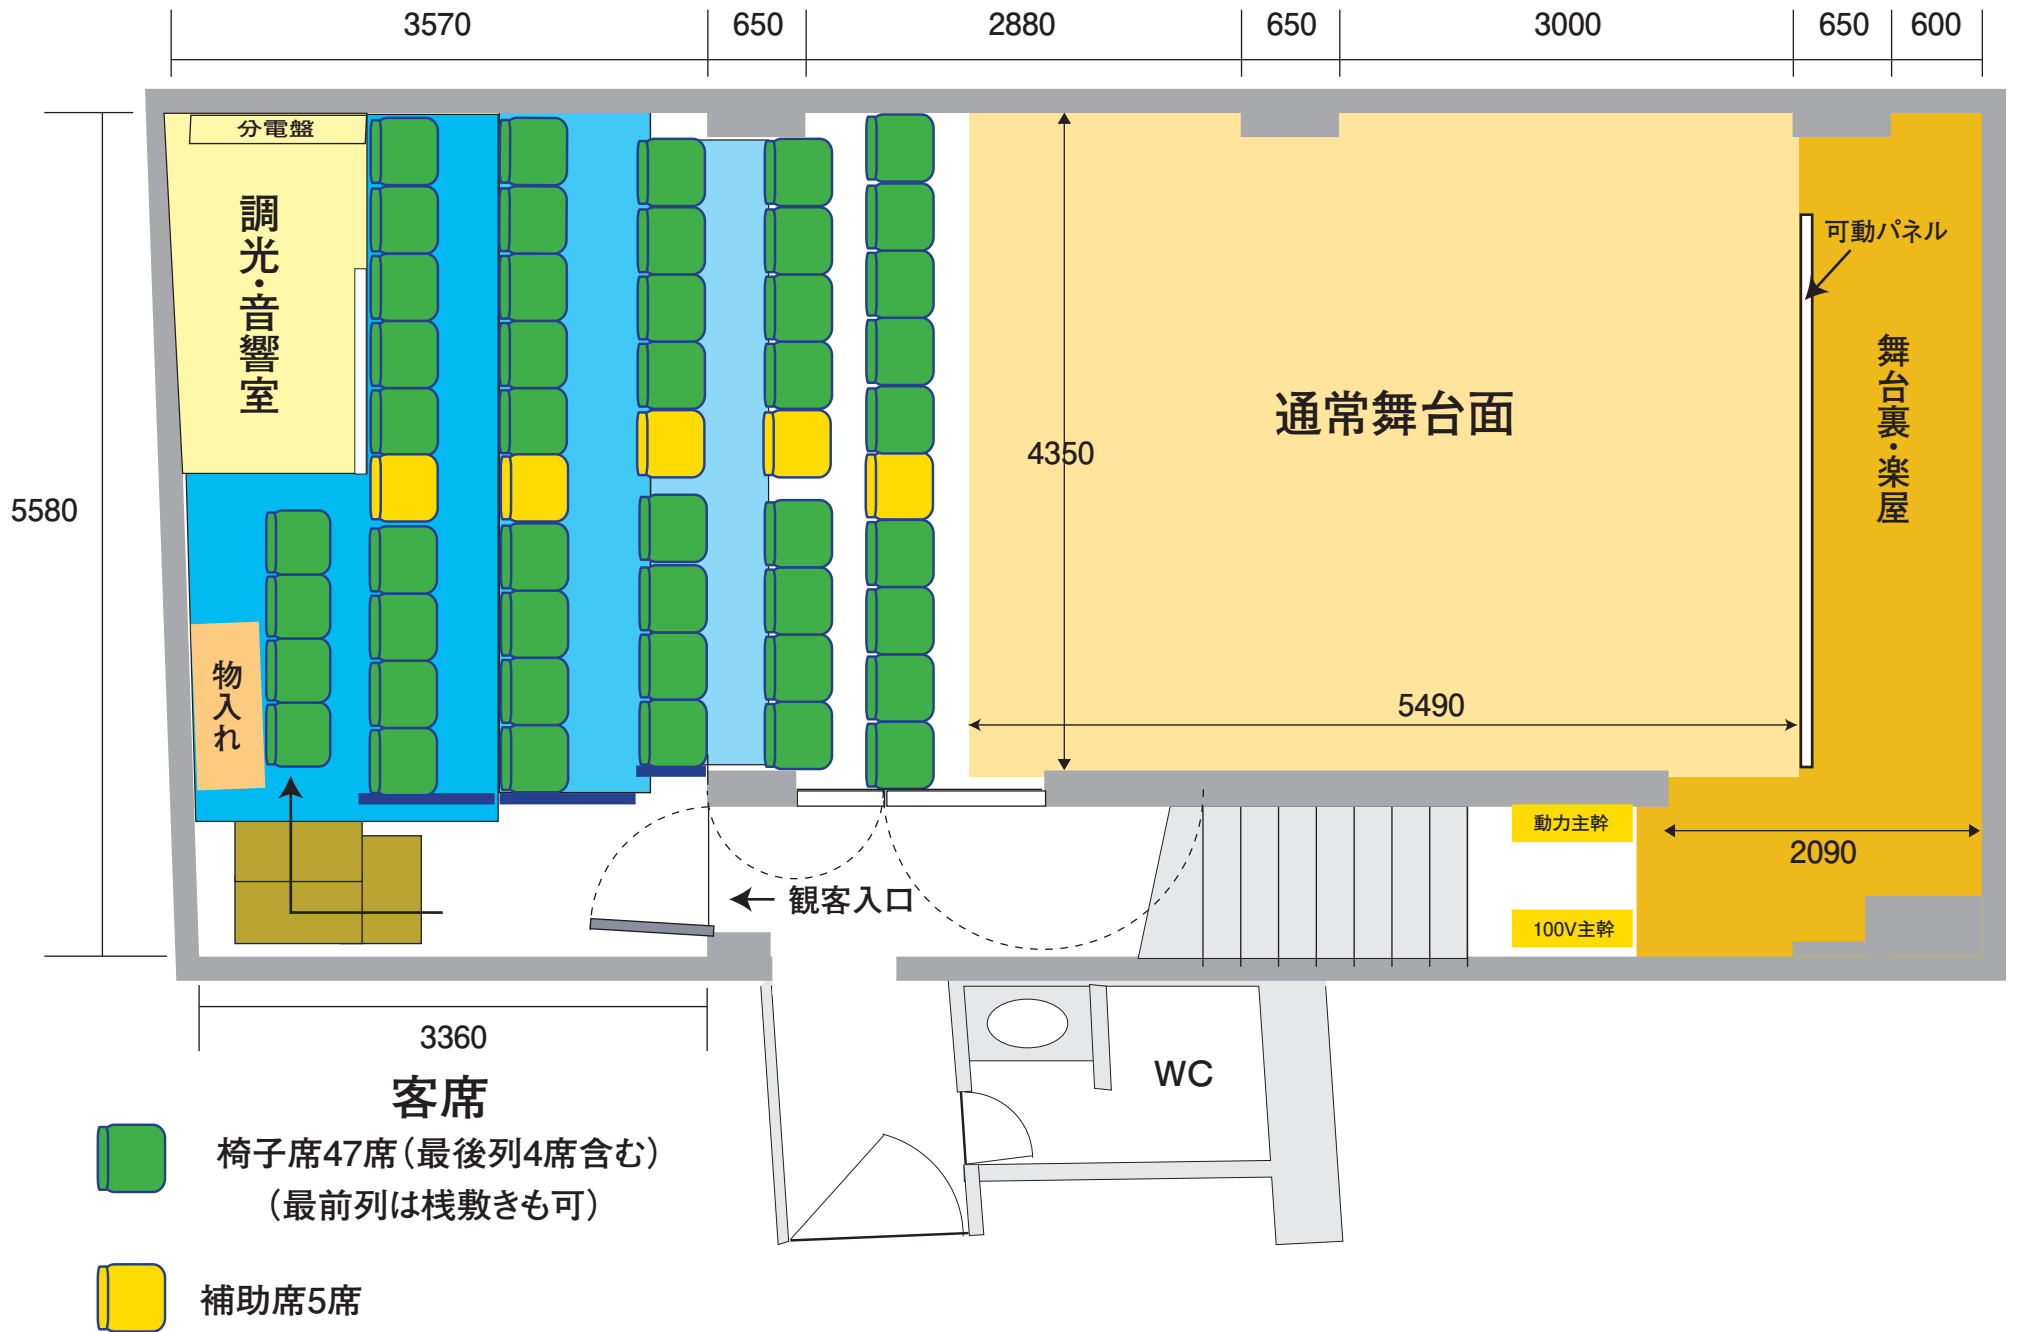 3570
650
2880
650
3000
650
600
分電盤
調光・音響室
可動パネル
舞台裏・楽屋
通常舞台面
4350
5580
5490
物入れ
動力主幹
2090
観客入口
100V主幹
3360
WC
客席
椅子席47席（最後列4席含む）
（最前列は桟敷きも可）
補助席5席